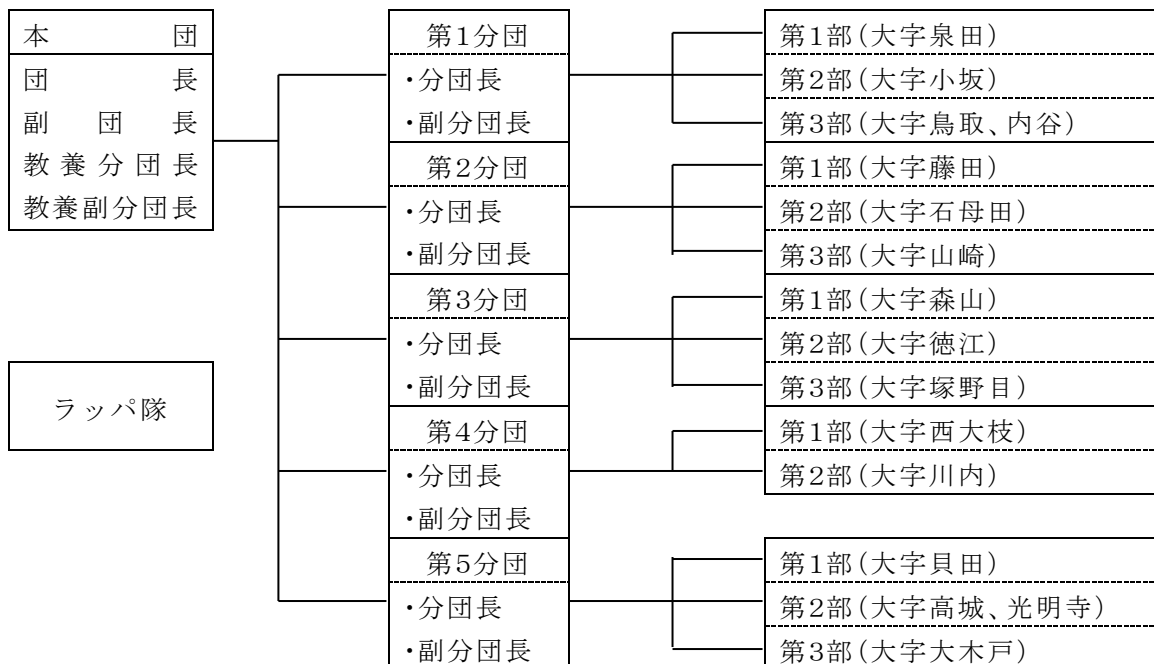 本団
団長
副団長
教養分団長
教養副分団長
ラッパ隊
第1分団
・分団長
・副分団長
第2分団
・分団長
・副分団長
第3分団
・分団長
・副分団長
第4分団
・分団長
・副分団長
第5分団
・分団長
・副分団長
第1部(大字泉田)
第2部(大字小坂)
第3部(大字鳥取、内谷)
第1部(大字藤田)
第2部(大字石母田)
第3部(大字山崎)
第1部(大字森山)
第2部(大字徳江)
第3部(大字塚野目)
第1部(大字西大枝)
第2部(大字川内)
第1部(大字貝田)
第2部(大字高城、光明寺)
第3部(大字大木戸)